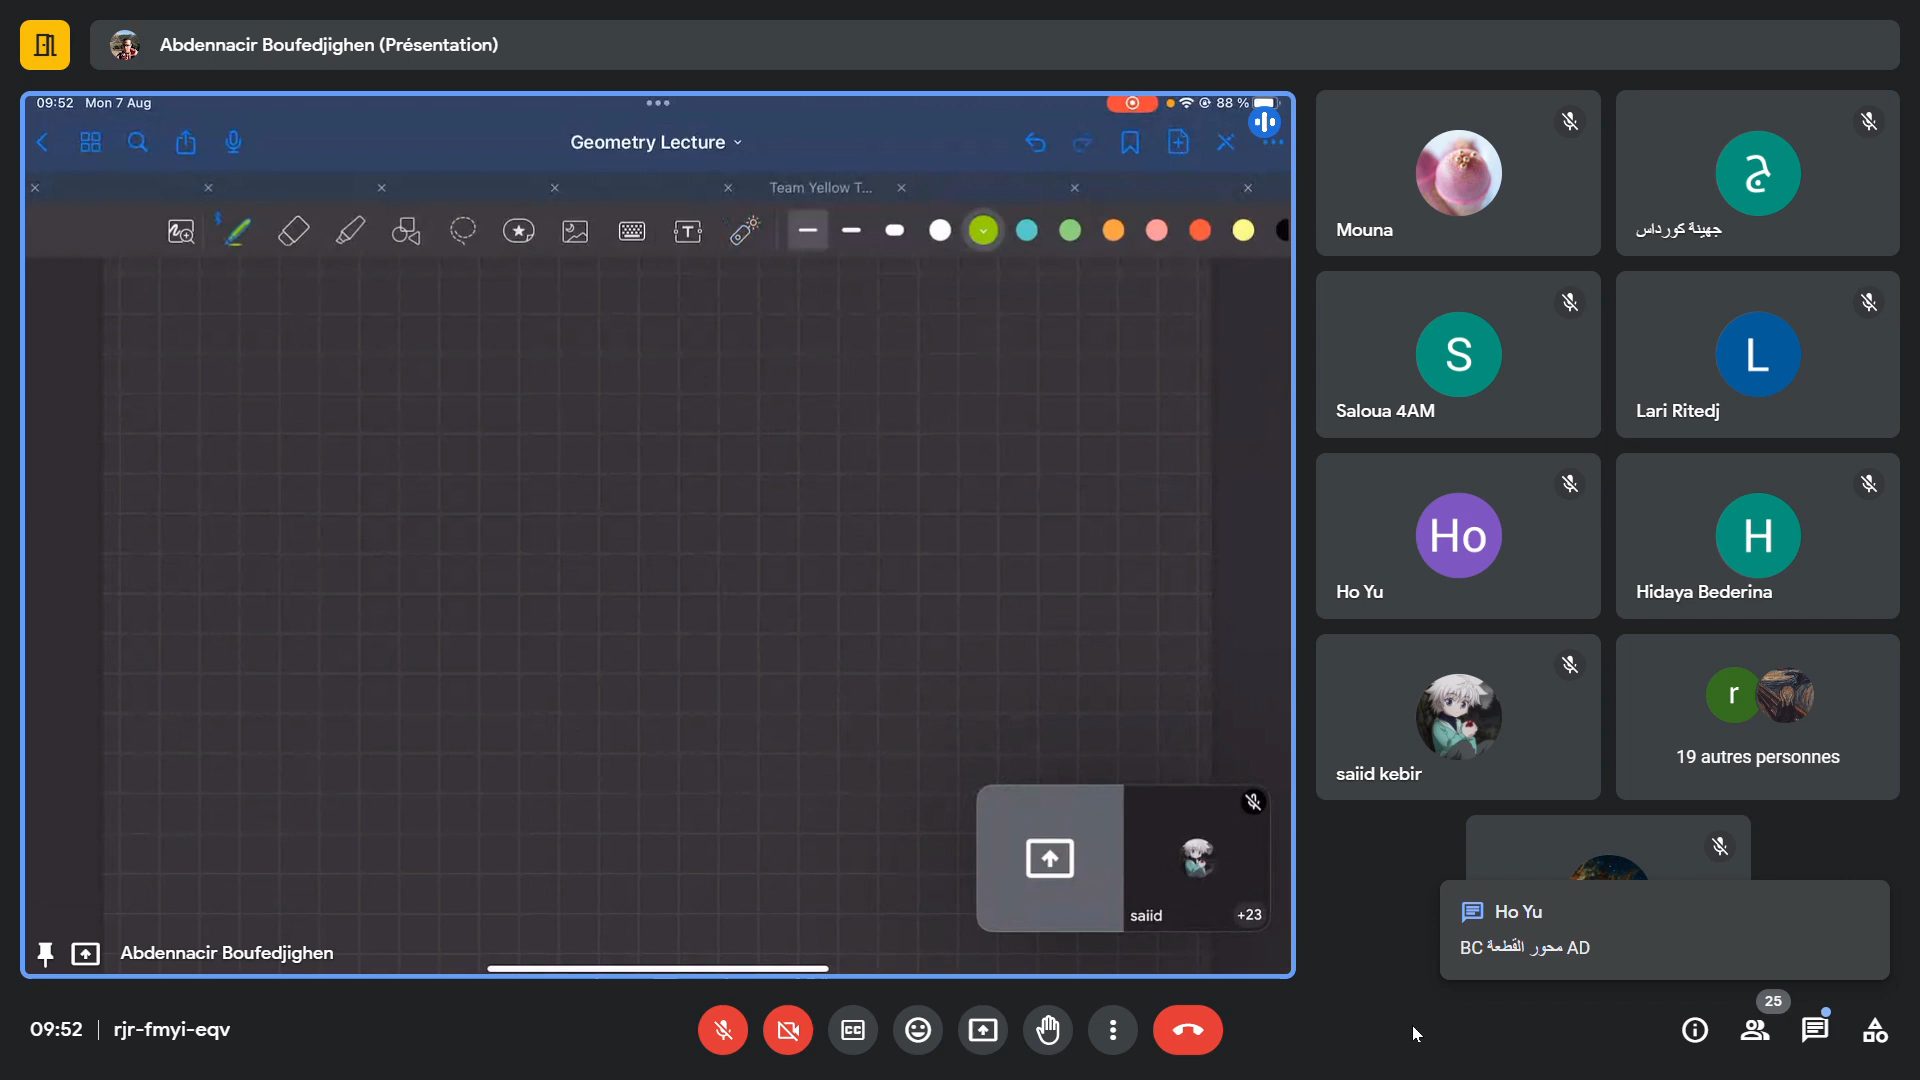 Abdennacir Boufedjighen (Présentation)
09:52 Mon 7 Aug
88 %
Geometry Lecture
Team Yellow T...
T
saiid
+23
Abdennacir Boufedjighen
Mouna
ج
جهينة كورداس
S
Saloua 4AM
L
Lari Ritedj
Ho
Ho Yu
H
Hidaya Bederina
saiid kebir
r
19 autres personnes
Ho Yu
AD محور القطعة BC
09:52 | rjr-fmyi-eqv
CC
25